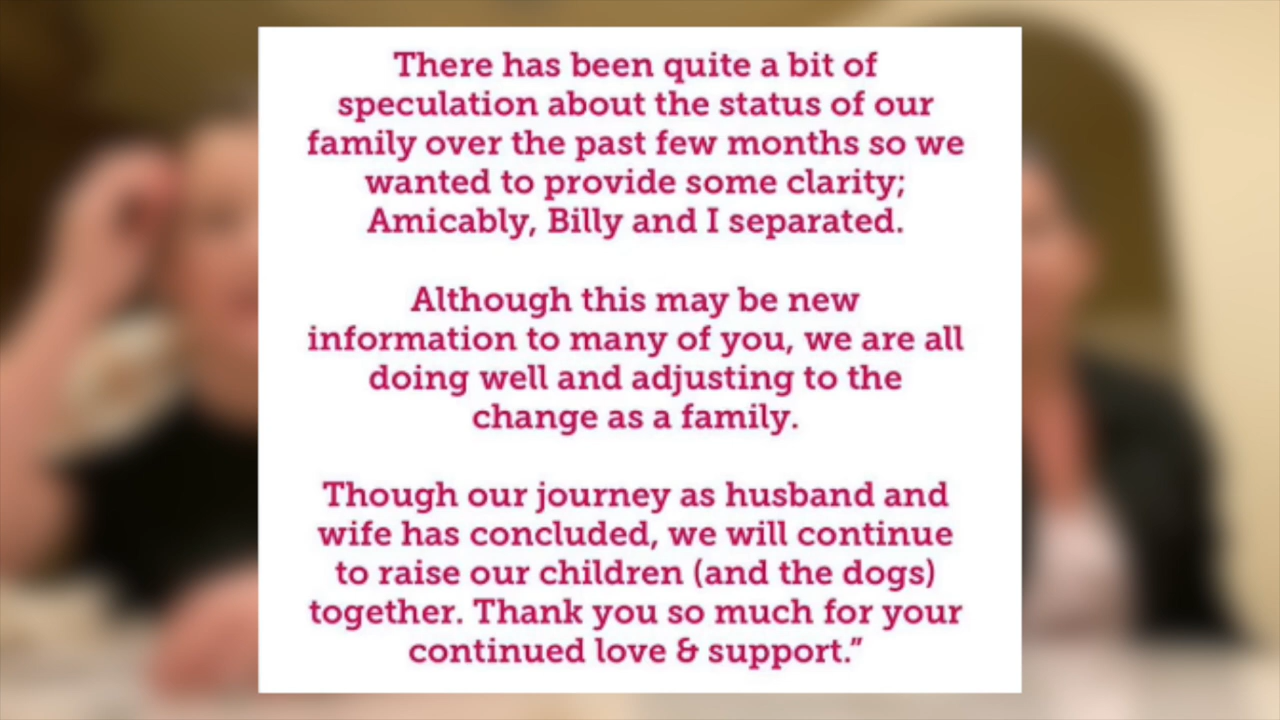 There has been quite a bit of
speculation about the status of our
family over the past few months so we
wanted to provide some clarity;
Amicably, Billy and I separated.
Although this may be new
information to many of you, we are all
doing well and adjusting to the
change as a family.
Though our journey as husband and
wife has concluded, we will continue
to raise our children (and the dogs)
together. Thank you so much for your
continued love & support.”